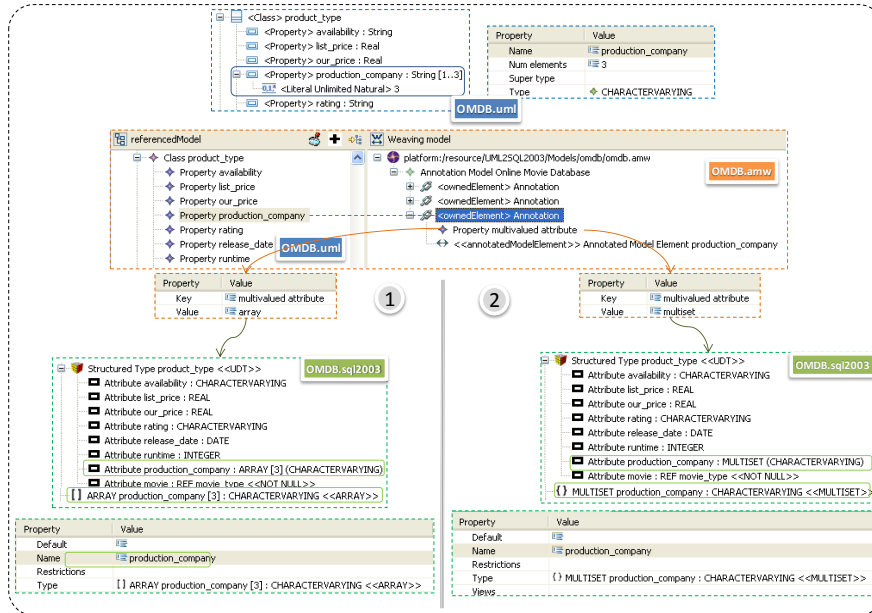 <Class> product_type
<Property> availability : String
<Property> list_price : Real
<Property> our_price : Real
<Property> production_company : String [1..3]
<Literal Unlimited Natural> 3
<Property> rating : String
OMDB.uml
Property Value
Name production_company
Num elements 3
Super type
Type CHARACTERVARYING
referencedModel
Class product_type
Property availability
Property list_price
Property our_price
Property production_company
Property rating
Property release_date
Property runtime
OMDB.uml
Weaving model
platform:/resource/UML2SQL2003/Models/omdb/omdb.amw
Annotation Model Online Movie Database
<ownedElement> Annotation
<ownedElement> Annotation
<ownedElement> Annotation
Property multivalued attribute
<<annotatedModelElement>> Annotated Model Element production_company
OMDB.amw
Property Value
Key multivalued attribute
Value array
1
2
Property Value
Key multivalued attribute
Value multiset
Structured Type product_type <<UDT>>
Attribute availability : CHARACTERVARYING
Attribute list_price : REAL
Attribute our_price : REAL
Attribute rating : CHARACTERVARYING
Attribute release_date : DATE
Attribute runtime : INTEGER
Attribute production_company : ARRAY [3] (CHARACTERVARYING)
Attribute movie : REF movie_type <<NOT NULL>>
[ ] ARRAY production_company [3] : CHARACTERVARYING <<ARRAY>>
OMDB.sql2003
Property Value
Default
Name production_company
Restrictions
Type [ ] ARRAY production_company [3] : CHARACTERVARYING <<ARRAY>>
Structured Type product_type <<UDT>>
Attribute availability : CHARACTERVARYING
Attribute list_price : REAL
Attribute our_price : REAL
Attribute rating : CHARACTERVARYING
Attribute release_date : DATE
Attribute runtime : INTEGER
Attribute production_company : MULTISET (CHARACTERVARYING)
Attribute movie : REF movie_type <<NOT NULL>>
{ } MULTISET production_company : CHARACTERVARYING <<MULTISET>>
OMDB.sql2003
Property Value
Default
Name production_company
Restrictions
Type { } MULTISET production_company : CHARACTERVARYING <<MULTISET>>
Views